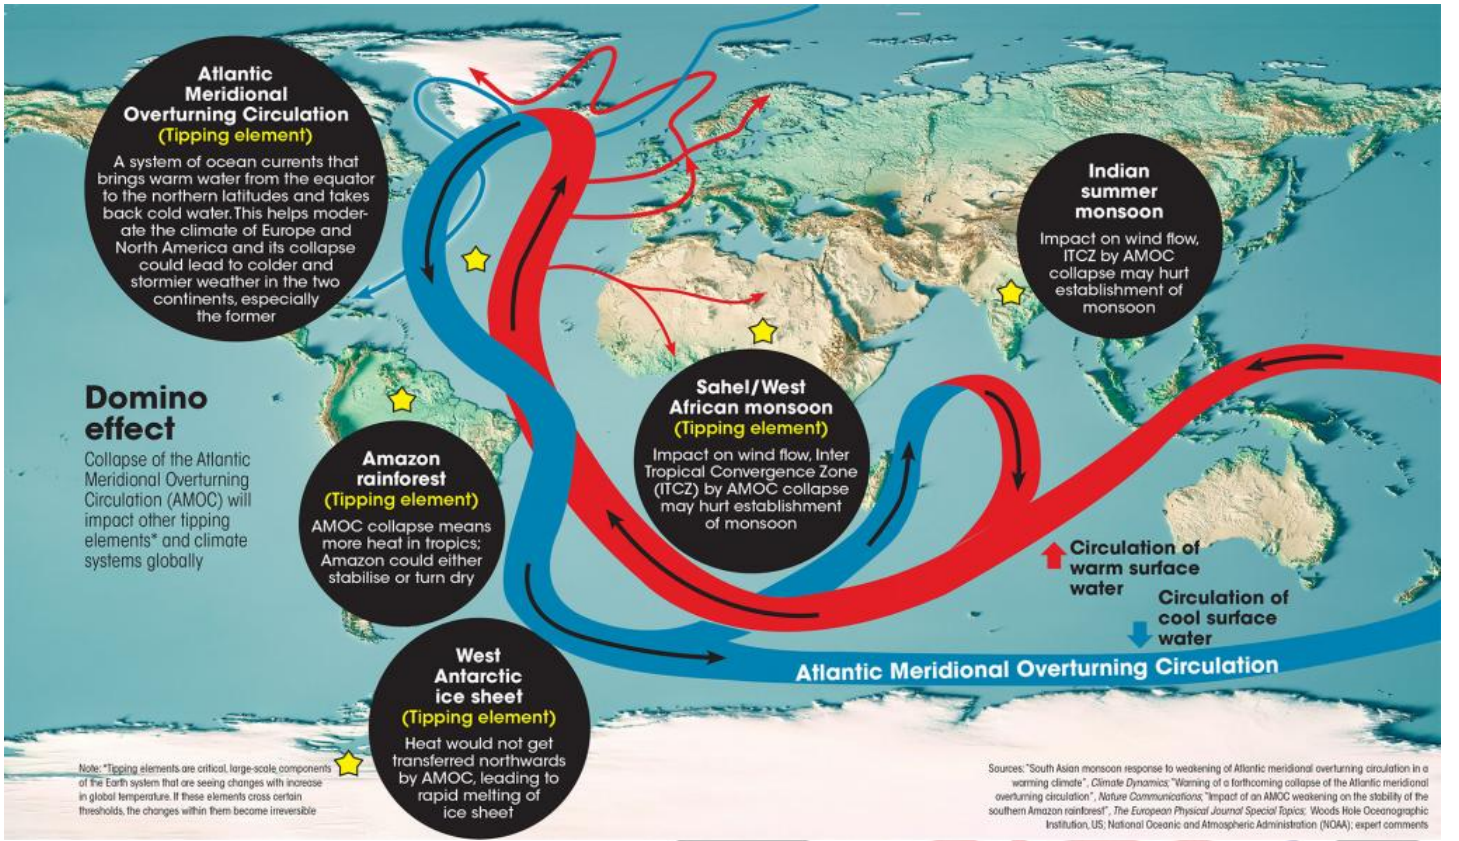 Atlantic
Meridional
Overturning Circulation
(Tipping element)
A system of ocean currents that
brings warm water from the equator
to the northern latitudes and takes
back cold water. This helps moder-
ate the climate of Europe and
North America and its collapse
could lead to colder and
stormier weather in the two
continents, especially
the former
Indian
summer
monsoon
Impact on wind flow,
ITCZ by AMOC
collapse may hurt
establishment of
monsoon
Domino
effect
Collapse of the Atlantic
Meridional Overturning
Circulation (AMOC) will
impact other tipping
elements* and climate
systems globally
Sahel/West
African monsoon
(Tipping element)
Impact on wind flow, Inter
Tropical Convergence Zone
(ITCZ) by AMOC collapse
may hurt establishment
of monsoon
Amazon
rainforest
(Tipping element)
AMOC collapse means
more heat in tropics;
Amazon could either
stabilise or turn dry
Circulation of
warm surface
water
Circulation of
cool surface
water
Atlantic Meridional Overturning Circulation
West
Antarctic
ice sheet
(Tipping element)
Heat would not get
transferred northwards
by AMOC, leading to
rapid melting of
ice sheet
Note: *Tipping elements are critical, large-scale components
of the Earth system that are seeing changes with increase
in global temperature. If these elements cross certain
thresholds, the changes within them become irreversible
Sources: "South Asian monsoon response to weakening of Atlantic meridional overturning circulation in a
warming climate", Climate Dynamics; "Warning of a forthcoming collapse of the Atlantic meridional
overturning circulation", Nature Communications; "Impact of an AMOC weakening on the stability of the
southern Amazon rainforest", The European Physical Journal Special Topics; Woods Hole Oceanographic
Institution, US; National Oceanic and Atmospheric Administration (NOAA); expert comments